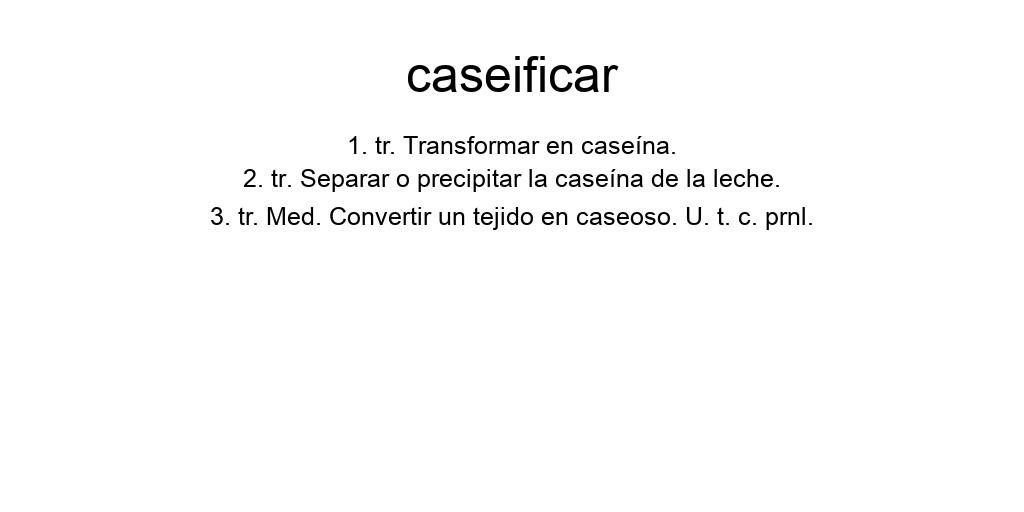 caseificar
1. tr. Transformar en caseína.
2. tr. Separar o precipitar la caseína de la leche.
3. tr. Med. Convertir un tejido en caseoso. U. t. c. prnl.